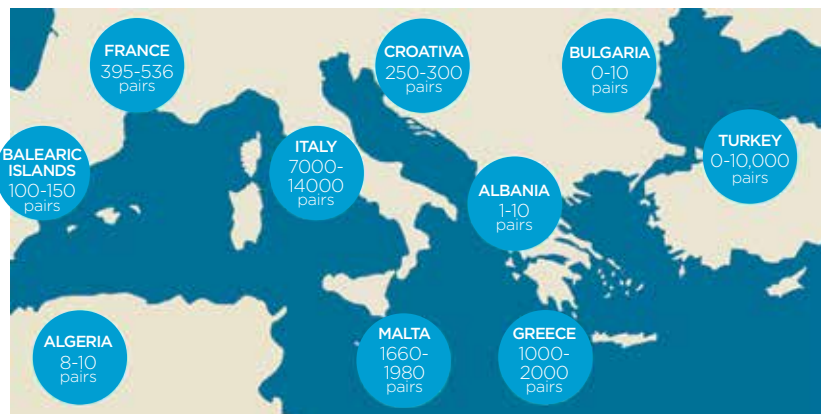 FRANCE
395-536
pairs
CROATIVA
250-300
pairs
BULGARIA
0-10
pairs
BALEARIC
ISLANDS
100-150
pairs
ITALY
7000-
14000
pairs
ALBANIA
1-10
pairs
TURKEY
0-10,000
pairs
ALGERIA
8-10
pairs
MALTA
1660-
1980
pairs
GREECE
1000-
2000
pairs